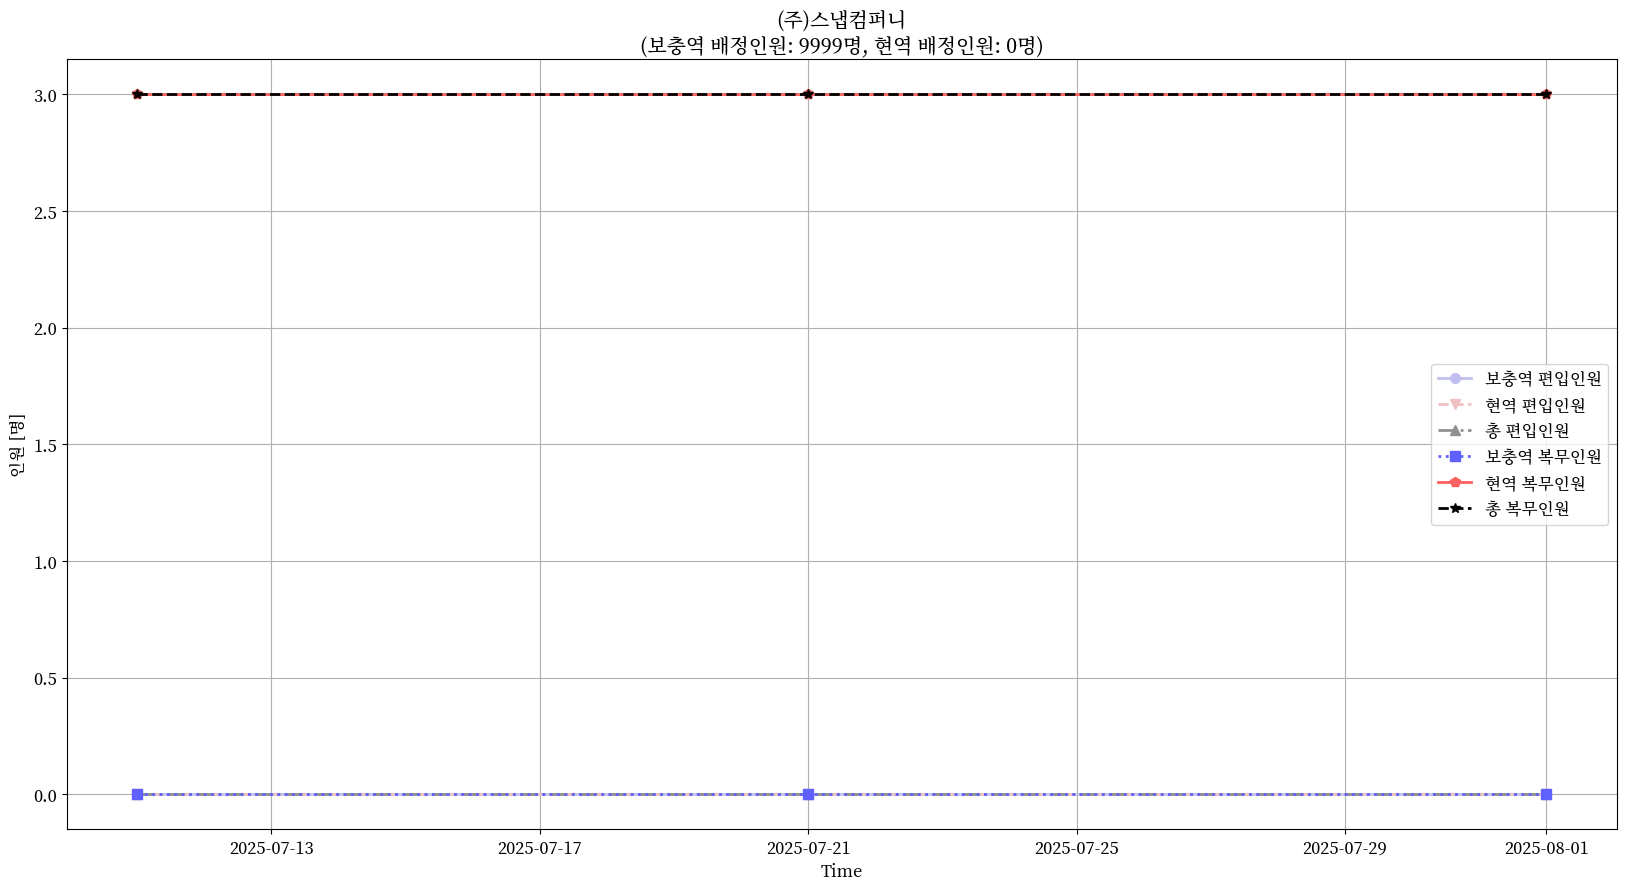 (주)스냅컴퍼니
(보충역 배정인원: 9999명, 현역 배정인원: 0명)
인원 [명]
3.0
2.5
2.0
1.5
1.0
0.5
0.0
보충역 편입인원
현역 편입인원
총 편입인원
보충역 복무인원
현역 복무인원
총 복무인원
2025-07-13
2025-07-17
2025-07-21
2025-07-25
2025-07-29
2025-08-01
Time